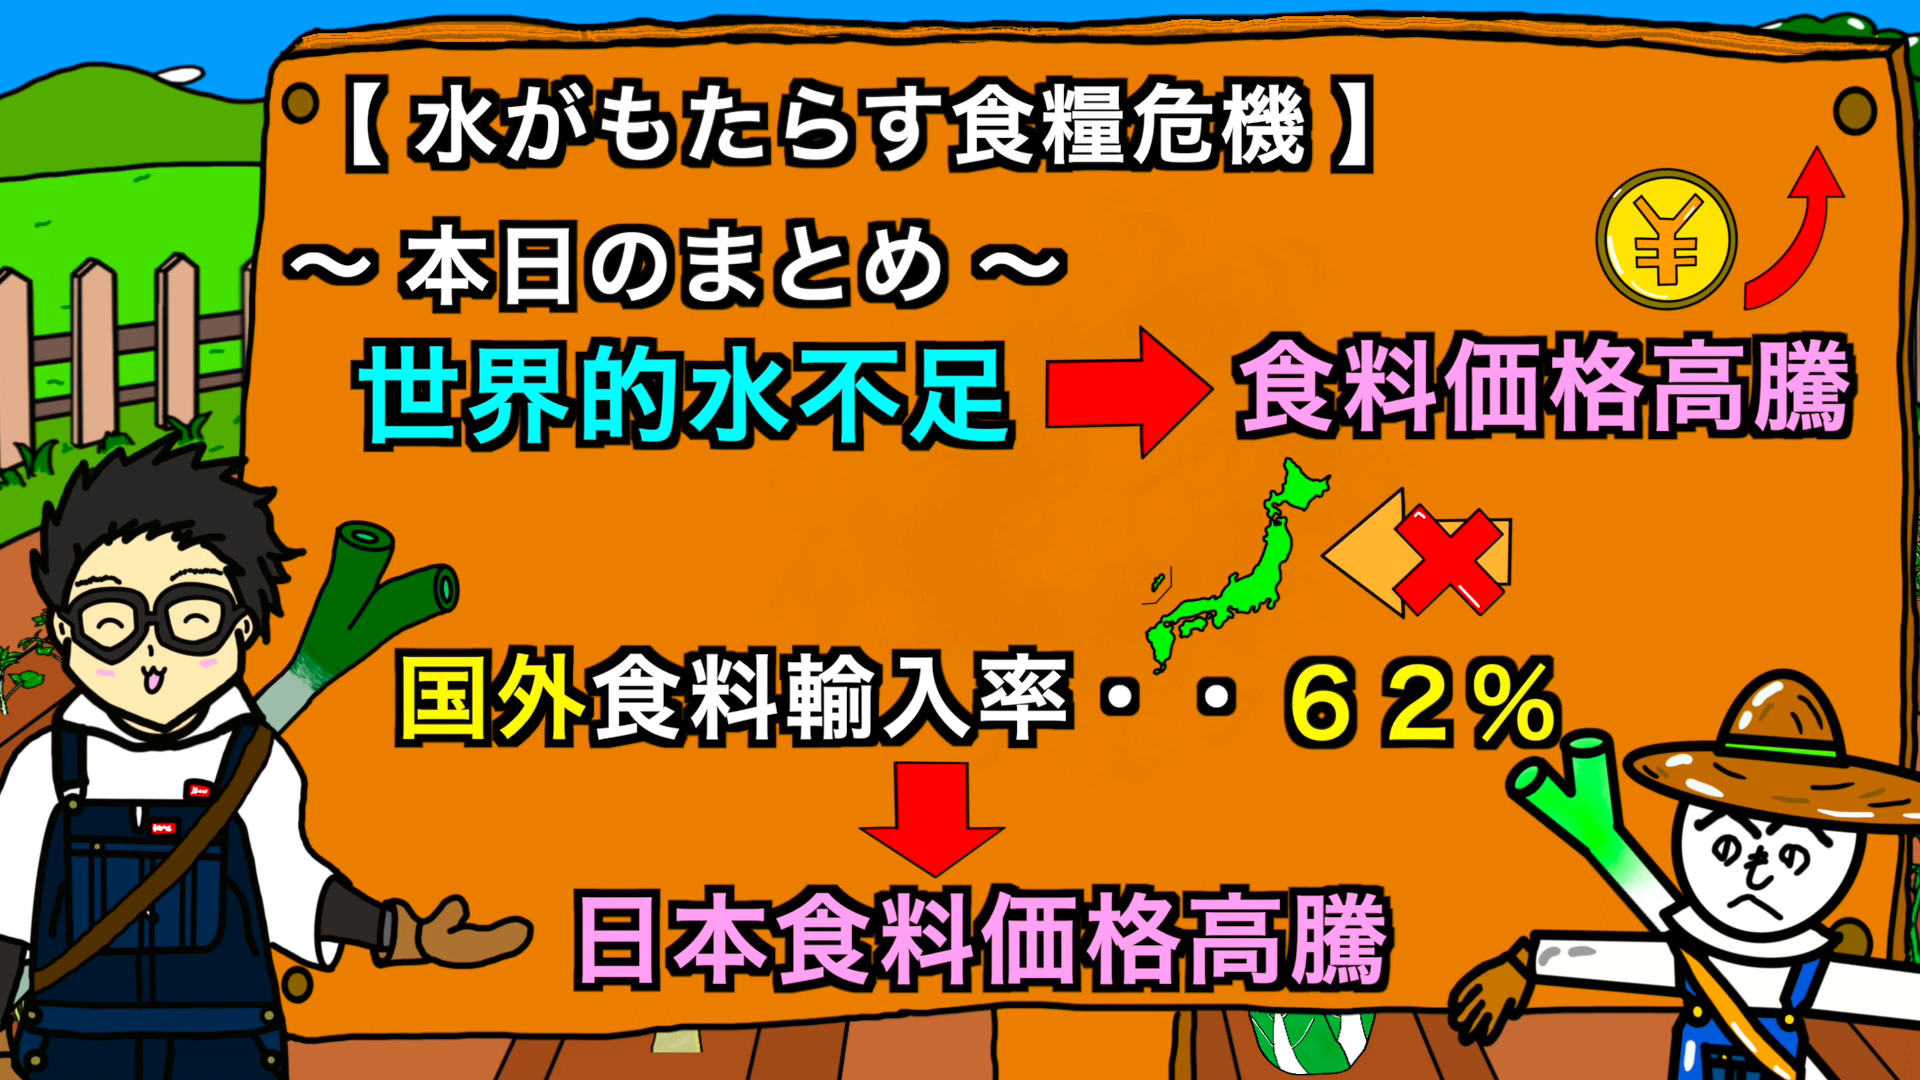 【水がもたらす食糧危機】
～本日のまとめ～
世界的水不足
食料価格高騰
国外食料輸入率・・６２％
日本食料価格高騰